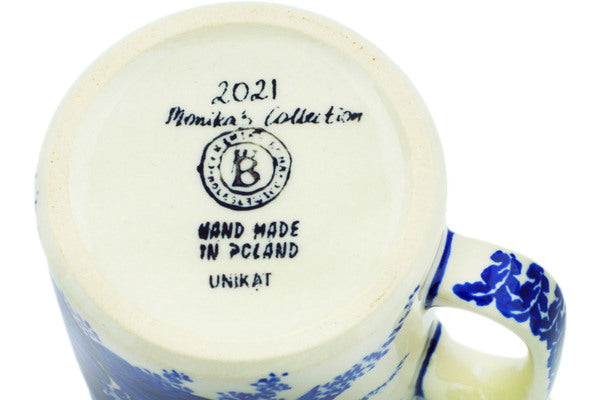 2021
Monika's Collection
B
HAND MADE
IN POLAND
UNIKAT